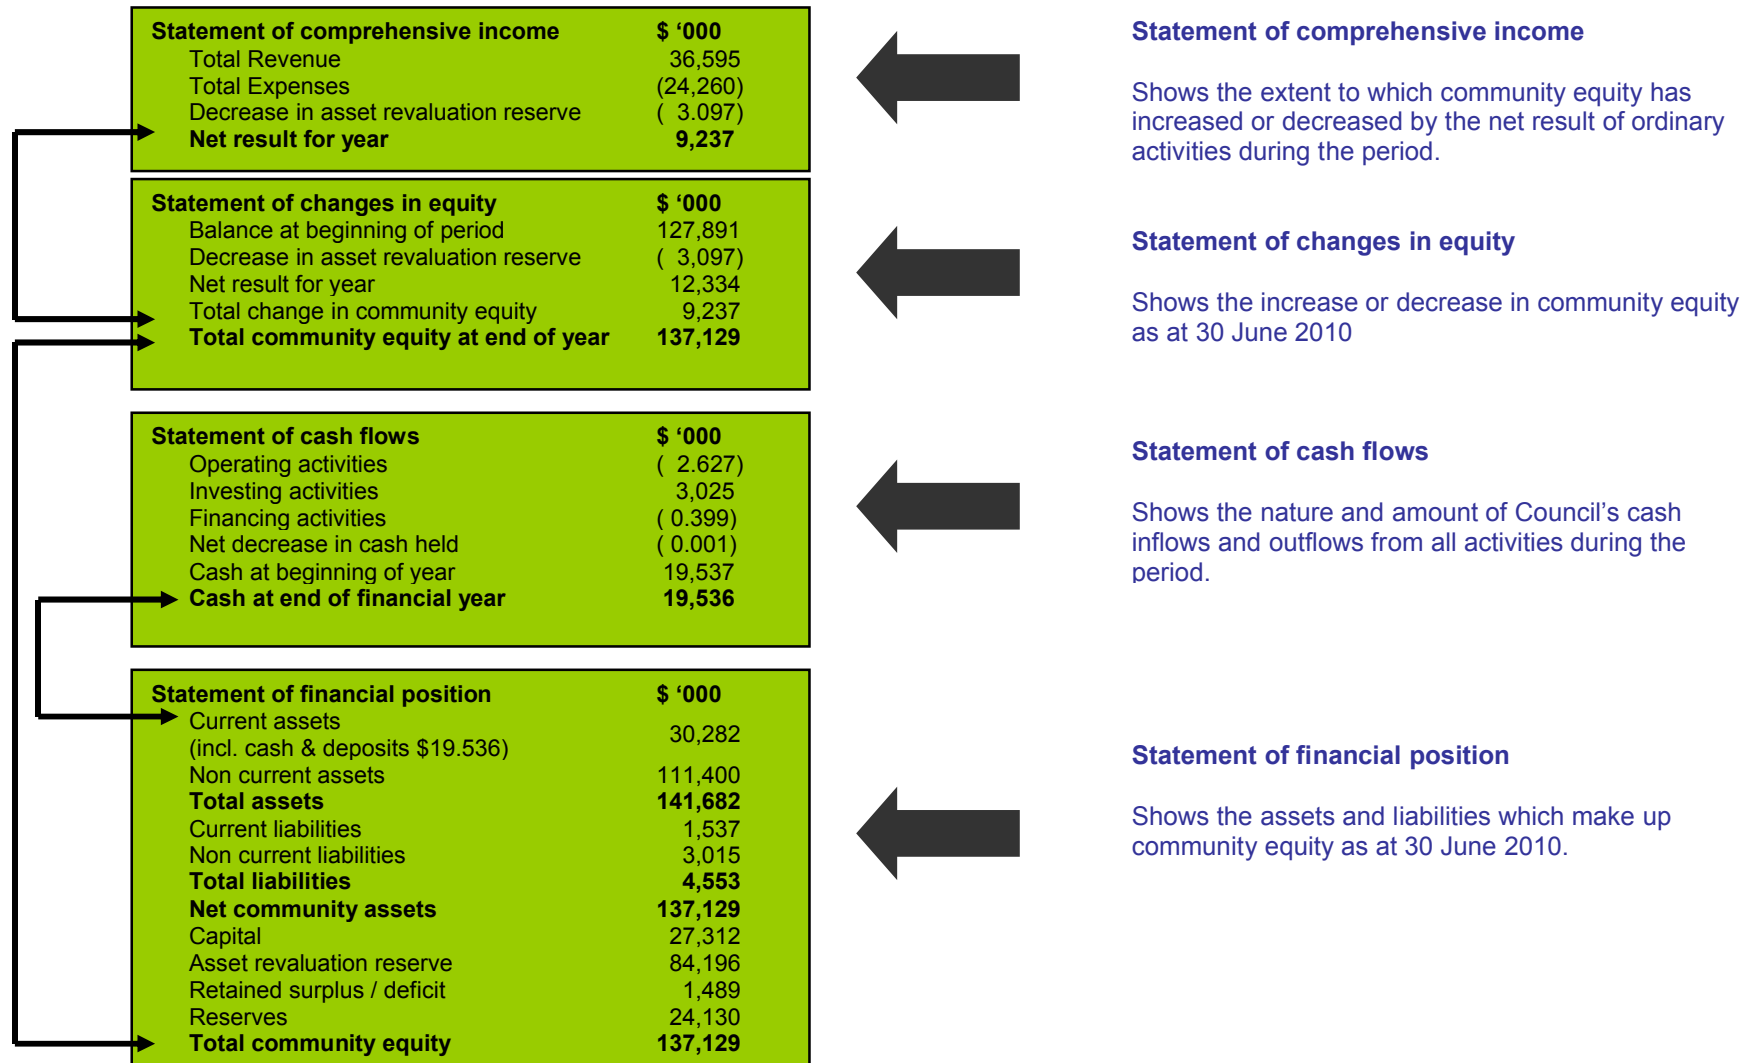 Statement of comprehensive income $ ‘000
Total Revenue 36,595
Total Expenses (24,260)
Decrease in asset revaluation reserve ( 3.097)
Net result for year 9,237
Statement of changes in equity $ ‘000
Balance at beginning of period 127,891
Decrease in asset revaluation reserve ( 3,097)
Net result for year 12,334
Total change in community equity 9,237
Total community equity at end of year 137,129
Statement of cash flows $ ‘000
Operating activities ( 2.627)
Investing activities 3,025
Financing activities ( 0.399)
Net decrease in cash held ( 0.001)
Cash at beginning of year 19,537
Cash at end of financial year 19,536
Statement of financial position $ ‘000
Current assets
(incl. cash & deposits $19.536) 30,282
Non current assets 111,400
Total assets 141,682
Current liabilities 1,537
Non current liabilities 3,015
Total liabilities 4,553
Net community assets 137,129
Capital 27,312
Asset revaluation reserve 84,196
Retained surplus / deficit 1,489
Reserves 24,130
Total community equity 137,129
Statement of comprehensive income
Shows the extent to which community equity has
increased or decreased by the net result of ordinary
activities during the period.
Statement of changes in equity
Shows the increase or decrease in community equity
as at 30 June 2010
Statement of cash flows
Shows the nature and amount of Council’s cash
inflows and outflows from all activities during the
period.
Statement of financial position
Shows the assets and liabilities which make up
community equity as at 30 June 2010.